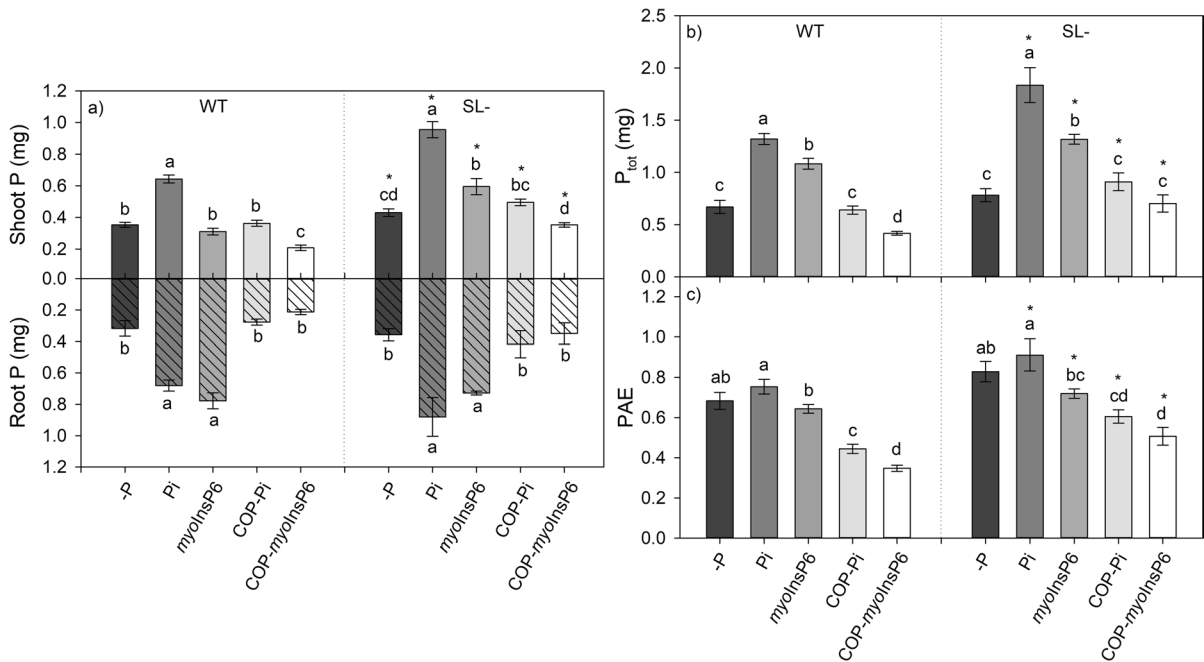 a)
WT
SL-
Shoot P (mg)
1.2
1.0
0.8
0.6
0.4
0.2
0.0
b
a
b
b
c
*
cd
*
a
*
b
*
bc
*
d
Root P (mg)
0.2
0.4
0.6
0.8
1.0
1.2
b
a
a
b
b
b
a
a
b
b
-P
Pi
myoInsP6
COP-Pi
COP-myoInsP6
-P
Pi
myoInsP6
COP-Pi
COP-myoInsP6
b)
WT
SL-
Ptot (mg)
2.5
2.0
1.5
1.0
0.5
0.0
c
a
b
c
d
c
*
a
*
b
*
c
*
c
c)
PAE
1.2
1.0
0.8
0.6
0.4
0.2
0.0
ab
a
b
c
d
ab
*
a
*
bc
*
cd
*
d
-P
Pi
myoInsP6
COP-Pi
COP-myoInsP6
-P
Pi
myoInsP6
COP-Pi
COP-myoInsP6